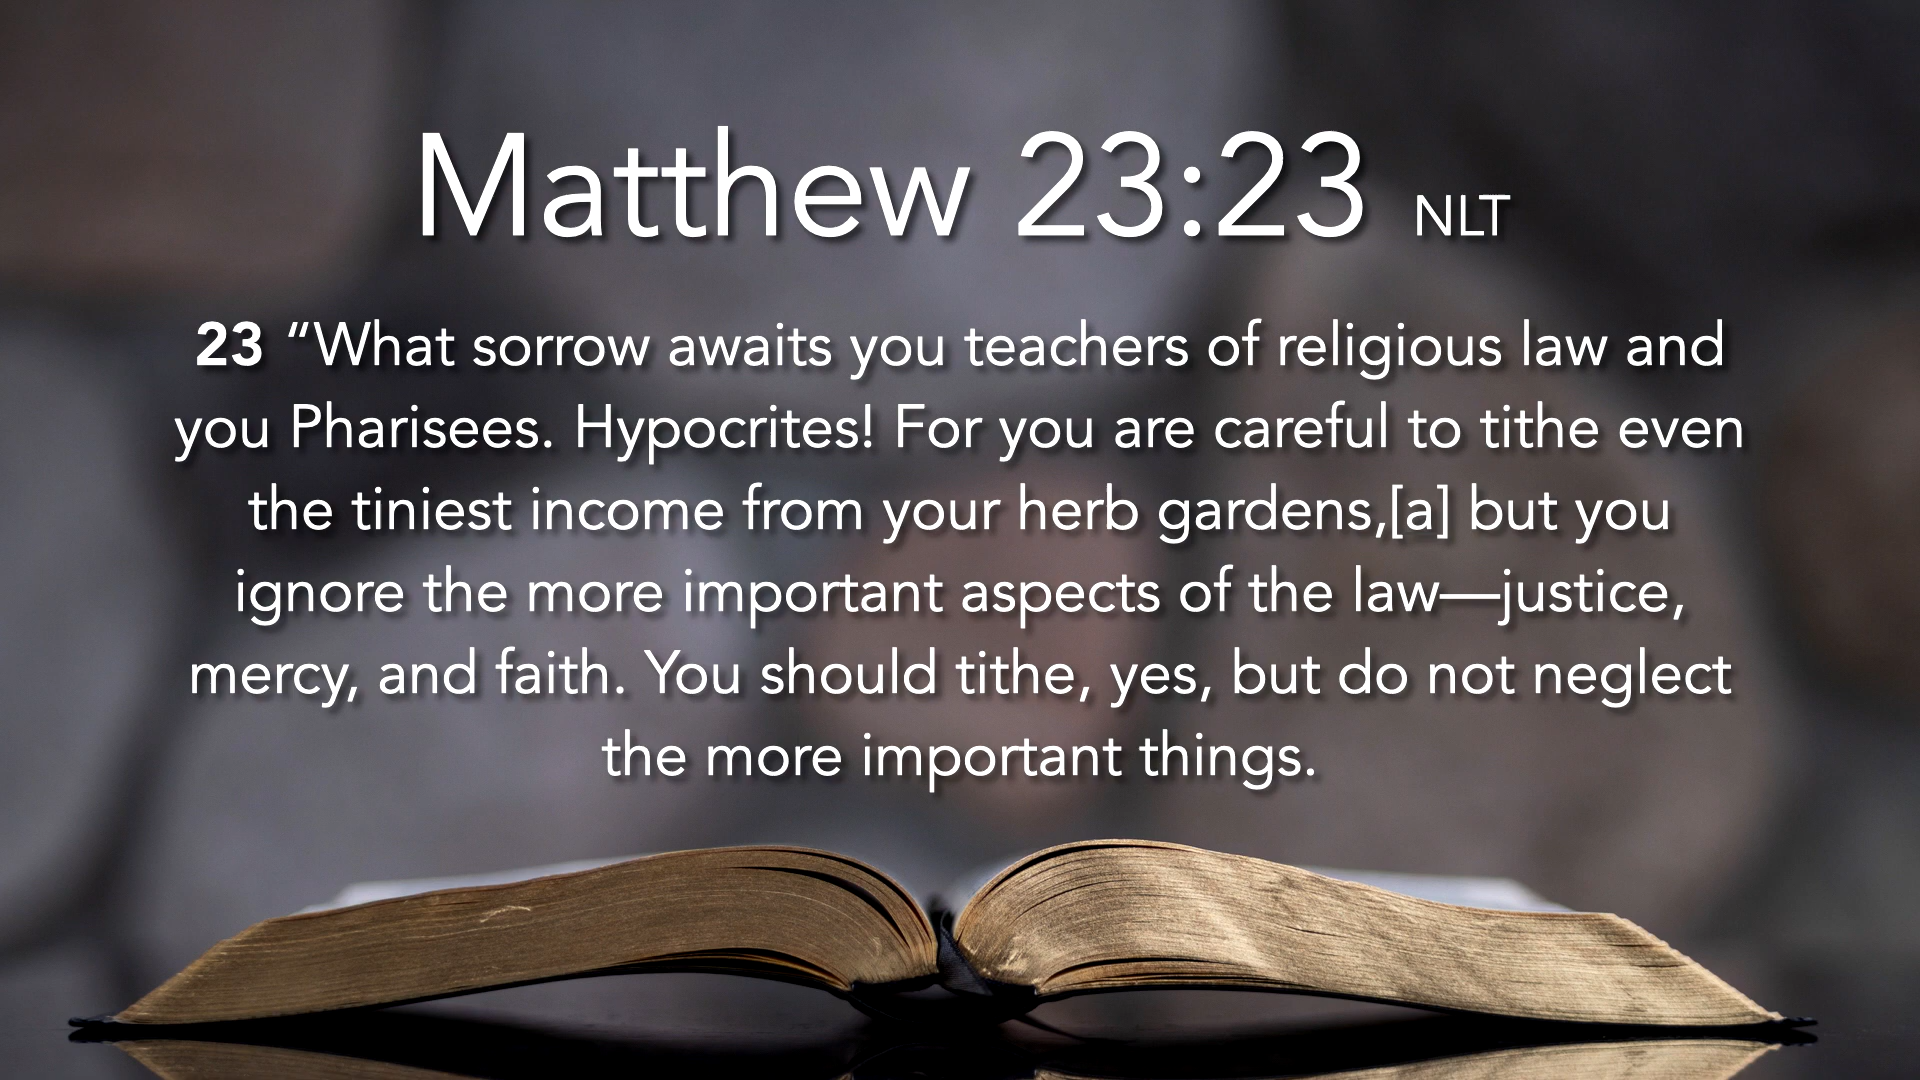 Matthew 23:23 NLT
23 “What sorrow awaits you teachers of religious law and
you Pharisees. Hypocrites! For you are careful to tithe even
the tiniest income from your herb gardens,[a] but you
ignore the more important aspects of the law—justice,
mercy, and faith. You should tithe, yes, but do not neglect
the more important things.